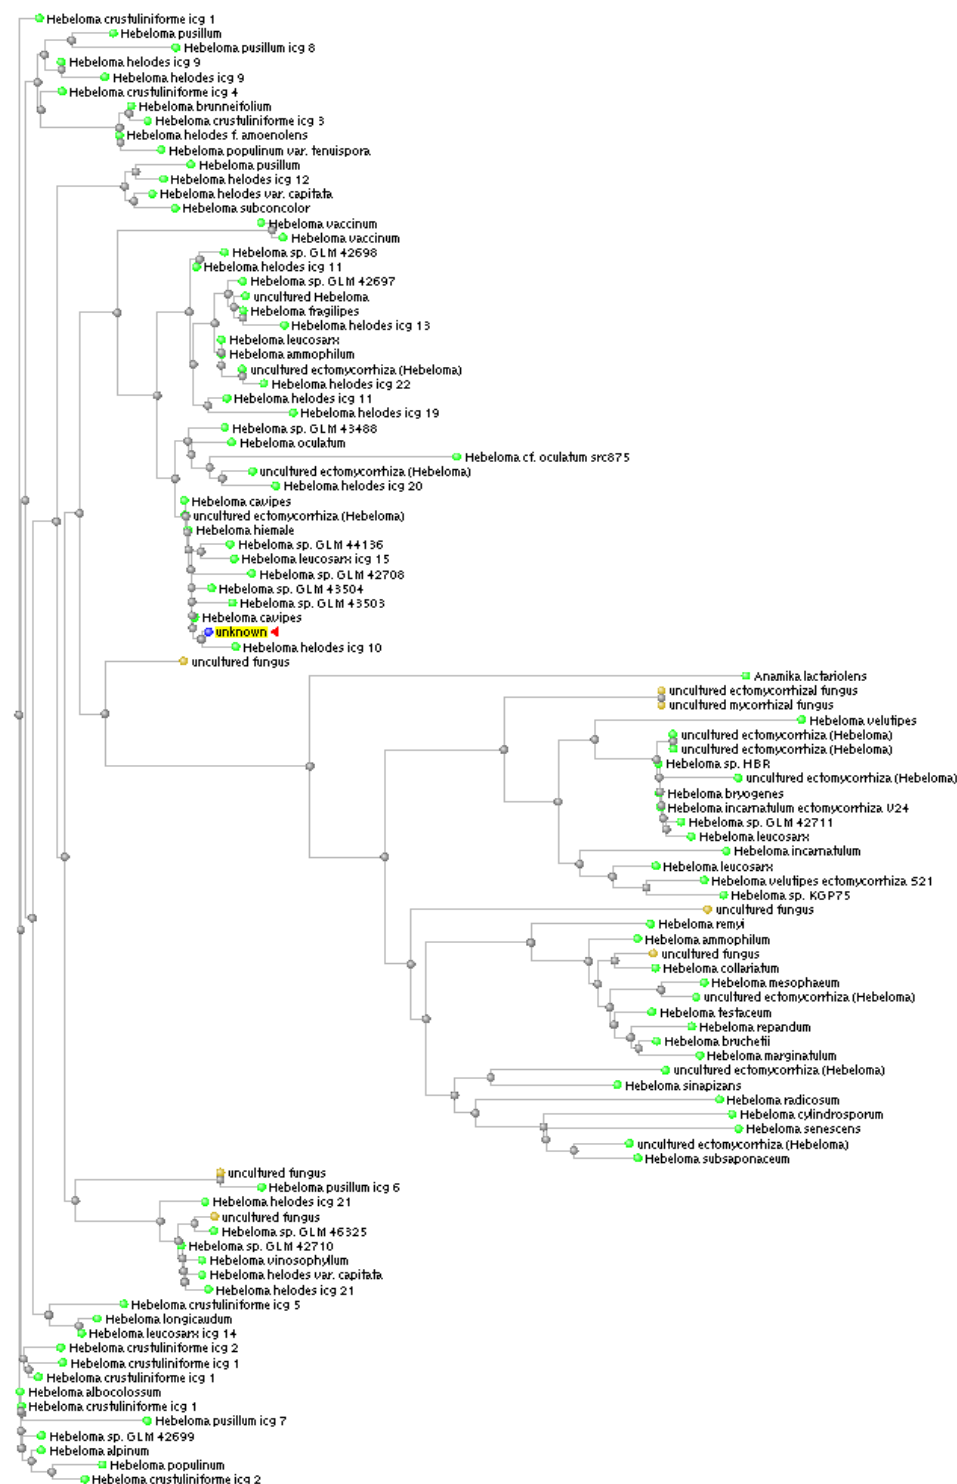 Hebeloma crustuliniforme icg 1
Hebeloma pusillum
Hebeloma pusillum icg 8
Hebeloma helodes icg 9
Hebeloma helodes icg 9
Hebeloma crustuliniforme icg 4
Hebeloma brunneifolium
Hebeloma crustuliniforme icg 3
Hebeloma helodes f. amoenolens
Hebeloma populinum var. tenuispora
Hebeloma pusillum
Hebeloma helodes icg 12
Hebeloma helodes var. capitata
Hebeloma subconcolor
Hebeloma vaccinum
Hebeloma vaccinum
Hebeloma sp. GLM 42698
Hebeloma helodes icg 11
Hebeloma sp. GLM 42697
uncultured Hebeloma
Hebeloma fragilipes
Hebeloma helodes icg 13
Hebeloma leucosarx
Hebeloma ammophilum
uncultured ectomycorrhiza (Hebeloma)
Hebeloma helodes icg 22
Hebeloma helodes icg 11
Hebeloma helodes icg 19
Hebeloma sp. GLM 43488
Hebeloma oculatum
Hebeloma cf. oculatum src875
uncultured ectomycorrhiza (Hebeloma)
Hebeloma helodes icg 20
Hebeloma cavipes
uncultured ectomycorrhiza (Hebeloma)
Hebeloma hiemale
Hebeloma sp. GLM 44136
Hebeloma leucosarx icg 15
Hebeloma sp. GLM 42708
Hebeloma sp. GLM 43504
Hebeloma sp. GLM 43503
Hebeloma cavipes
unknown
Hebeloma helodes icg 10
uncultured fungus
Anamika lactariolens
uncultured ectomycorrhizal fungus
uncultured mycorrhizal fungus
Hebeloma velutipes
uncultured ectomycorrhiza (Hebeloma)
uncultured ectomycorrhiza (Hebeloma)
Hebeloma sp. HBR
uncultured ectomycorrhiza (Hebeloma)
Hebeloma bryogenes
Hebeloma incarnatulum ectomycorrhiza V24
Hebeloma sp. GLM 42711
Hebeloma leucosarx
Hebeloma incarnatulum
Hebeloma leucosarx
Hebeloma velutipes ectomycorrhiza S21
Hebeloma sp. KGP75
uncultured fungus
Hebeloma remyi
Hebeloma ammophilum
uncultured fungus
Hebeloma collariatum
Hebeloma mesophaeum
uncultured ectomycorrhiza (Hebeloma)
Hebeloma testaceum
Hebeloma repandum
Hebeloma bruchetii
Hebeloma marginatulum
uncultured ectomycorrhiza (Hebeloma)
Hebeloma sinapizans
Hebeloma radicosum
Hebeloma cylindrosporum
Hebeloma senescens
uncultured ectomycorrhiza (Hebeloma)
Hebeloma subsaponaceum
uncultured fungus
Hebeloma pusillum icg 6
Hebeloma helodes icg 21
uncultured fungus
Hebeloma sp. GLM 46325
Hebeloma sp. GLM 42710
Hebeloma vinosophyllum
Hebeloma helodes var. capitata
Hebeloma helodes icg 21
Hebeloma crustuliniforme icg 5
Hebeloma longicaudum
Hebeloma leucosarx icg 14
Hebeloma crustuliniforme icg 2
Hebeloma crustuliniforme icg 1
Hebeloma crustuliniforme icg 1
Hebeloma albocolossum
Hebeloma crustuliniforme icg 1
Hebeloma pusillum icg 7
Hebeloma sp. GLM 42699
Hebeloma alpinum
Hebeloma populinum
Hebeloma crustuliniforme icg 2